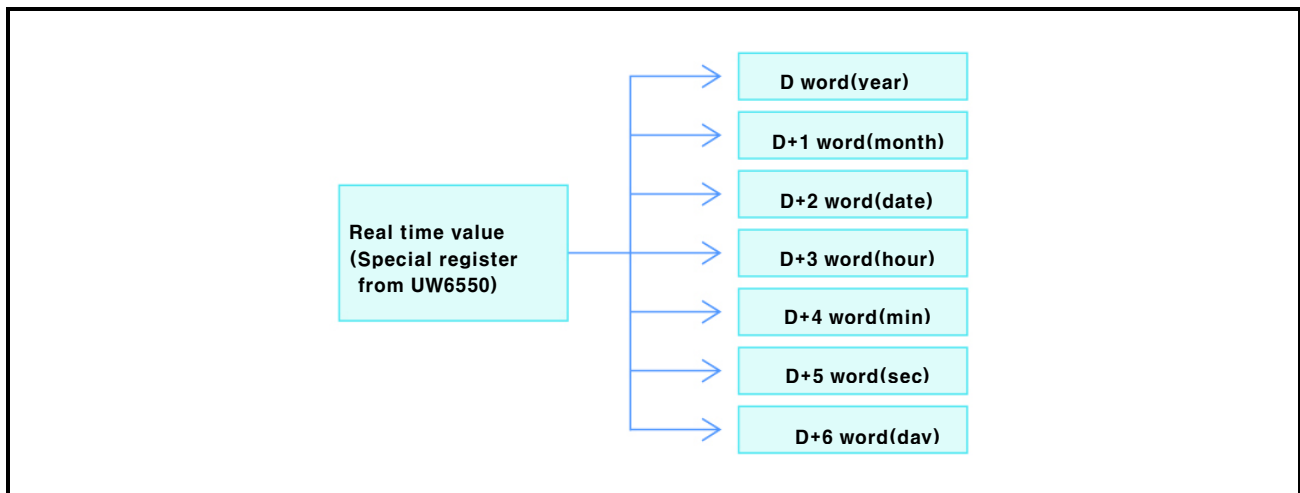 D word(year)
D+1 word(month)
D+2 word(date)
Real time value
(Special register
from UW6550)
D+3 word(hour)
D+4 word(min)
D+5 word(sec)
D+6 word(day)